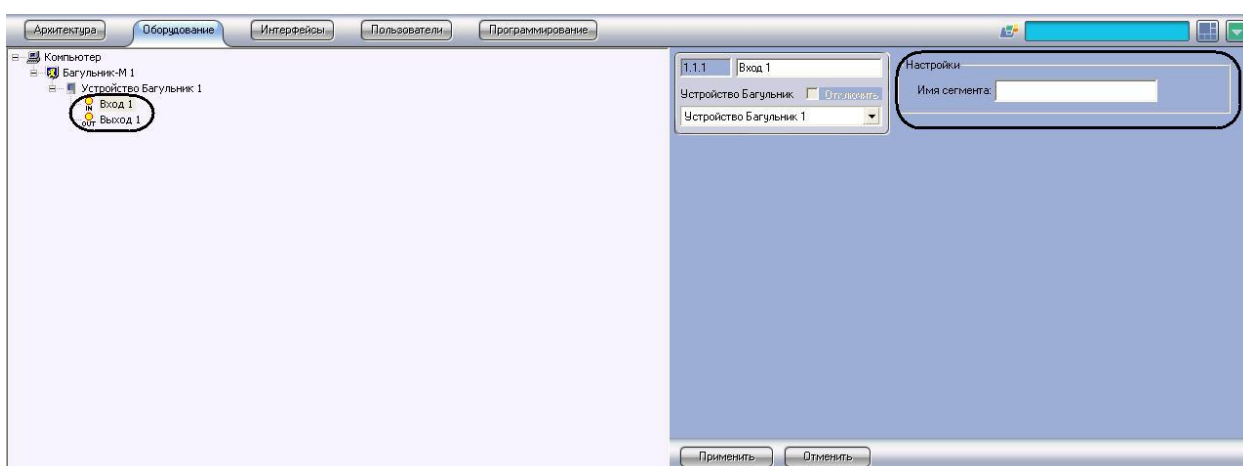 Архитектура Оборудование Интерфейсы Пользователи Программирование
Компьютер
Багульник-М 1
Устройство Багульник 1
IN Вход 1
OUT Выход 1
1.1.1 Вход 1
Устройство Багульник Отключить
Устройство Багульник 1
Настройки
Имя сегмента:
Применить Отменить